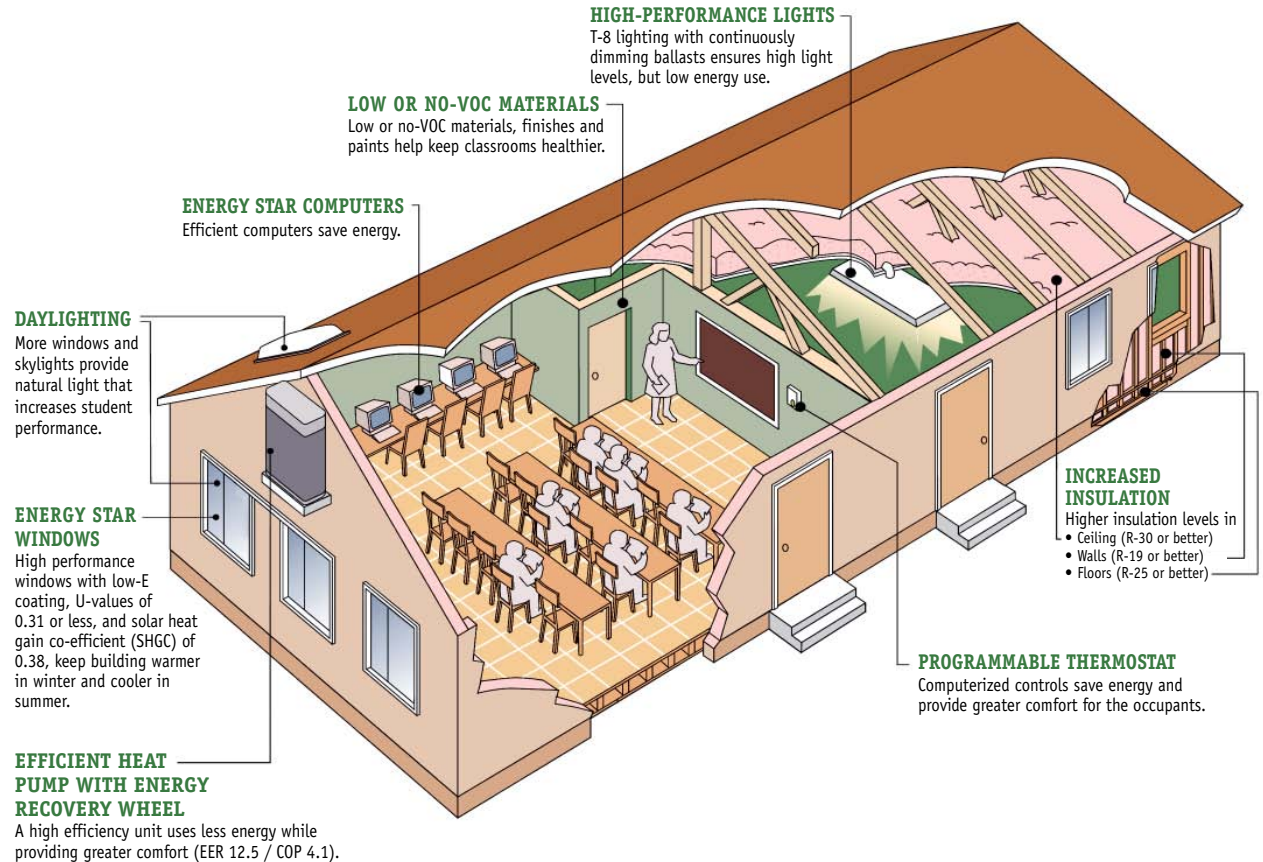 HIGH-PERFORMANCE LIGHTS
T-8 lighting with continuously
dimming ballasts ensures high light
levels, but low energy use.
LOW OR NO-VOC MATERIALS
Low or no-VOC materials, finishes and
paints help keep classrooms healthier.
ENERGY STAR COMPUTERS
Efficient computers save energy.
DAYLIGHTING
More windows and
skylights provide
natural light that
increases student
performance.
ENERGY STAR
WINDOWS
High performance
windows with low-E
coating, U-values of
0.31 or less, and solar heat
gain co-efficient (SHGC) of
0.38, keep building warmer
in winter and cooler in
summer.
EFFICIENT HEAT
PUMP WITH ENERGY
RECOVERY WHEEL
A high efficiency unit uses less energy while
providing greater comfort (EER 12.5 / COP 4.1).
INCREASED
INSULATION
Higher insulation levels in
• Ceiling (R-30 or better)
• Walls (R-19 or better)
• Floors (R-25 or better)
PROGRAMMABLE THERMOSTAT
Computerized controls save energy and
provide greater comfort for the occupants.